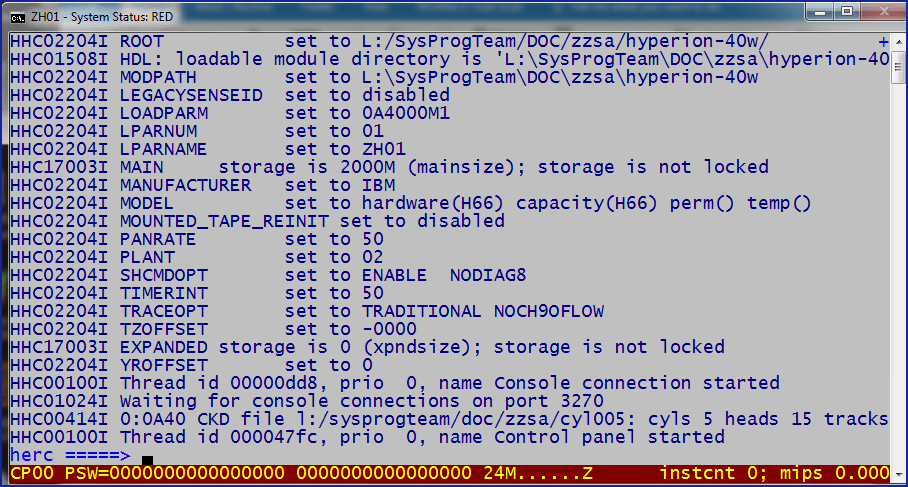 ZH01 - System Status: RED
HHC02204I ROOT           set to L:/SysProgTeam/DOC/zzsa/hyperion-40w/          +
HHC01508I HDL: loadable module directory is 'L:\SysProgTeam\DOC\zzsa\hyperion-40
HHC02204I MODPATH        set to L:\SysProgTeam\DOC\zzsa\hyperion-40w
HHC02204I LEGACYSENSEID  set to disabled
HHC02204I LOADPARM       set to 0A4000M1
HHC02204I LPARNUM        set to 01
HHC02204I LPARNAME       set to ZH01
HHC17003I MAIN     storage is 2000M (mainsize); storage is not locked
HHC02204I MANUFACTURER   set to IBM
HHC02204I MODEL          set to hardware(H66) capacity(H66) perm() temp()
HHC02204I MOUNTED_TAPE_REINIT set to disabled
HHC02204I PANRATE        set to 50
HHC02204I PLANT          set to 02
HHC02204I SHCMDOPT       set to ENABLE  NODIAG8
HHC02204I TIMERINT       set to 50
HHC02204I TRACEOPT       set to TRADITIONAL NOCH9OFLOW
HHC02204I TZOFFSET       set to -0000
HHC17003I EXPANDED storage is 0 (xpndsize); storage is not locked
HHC02204I YROFFSET       set to 0
HHC00100I Thread id 00000dd8, prio  0, name Console connection started
HHC01024I Waiting for console connections on port 3270
HHC00414I 0:0A40 CKD file l:/sysprogteam/doc/zzsa/cyl005: cyls 5 heads 15 tracks
HHC00100I Thread id 000047fc, prio  0, name Control panel started
herc =====>
CP00 PSW=0000000000000000 0000000000000000 24M......Z      instcnt 0; mips 0.000